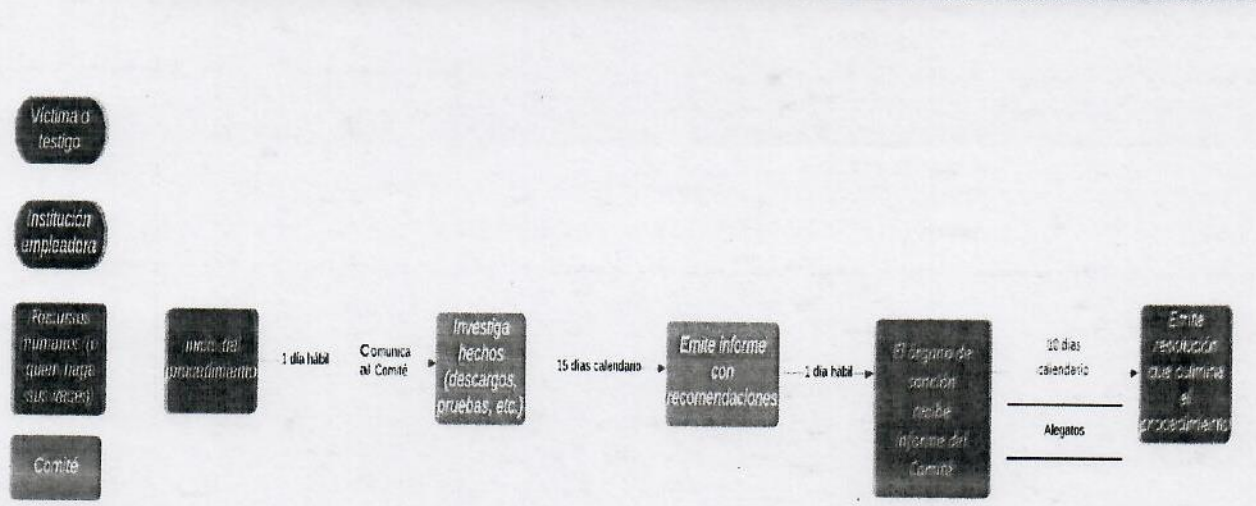 Víctima o
testigo
Institución
empleadora
Recursos
humanos (o
quien haga
sus veces)
Comité
procedimiento
1 día hábil
Comunica
al Comité
Investiga
hechos
(descargos,
pruebas, etc.)
15 días calendario
Emite informe
con
recomendaciones
1 día hábil
El órgano de
sanción
recibe
informe del
Comité
10 días
calendario
Alegatos
Emite
resolución
que culmina
el
procedimiento